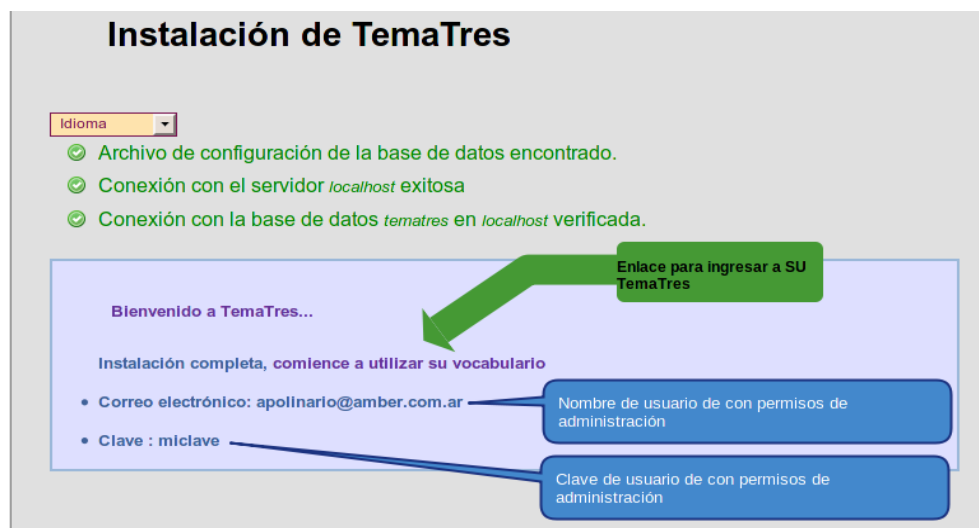 Instalación de TemaTres
Idioma
Archivo de configuración de la base de datos encontrado.
Conexión con el servidor localhost exitosa
Conexión con la base de datos tematres en localhost verificada.
Enlace para ingresar a SU
TemaTres
Bienvenido a TemaTres...
Instalación completa, comience a utilizar su vocabulario
Correo electrónico: apolinario@amber.com.ar
Nombre de usuario de con permisos de
administración
Clave : miclave
Clave de usuario de con permisos de
administración